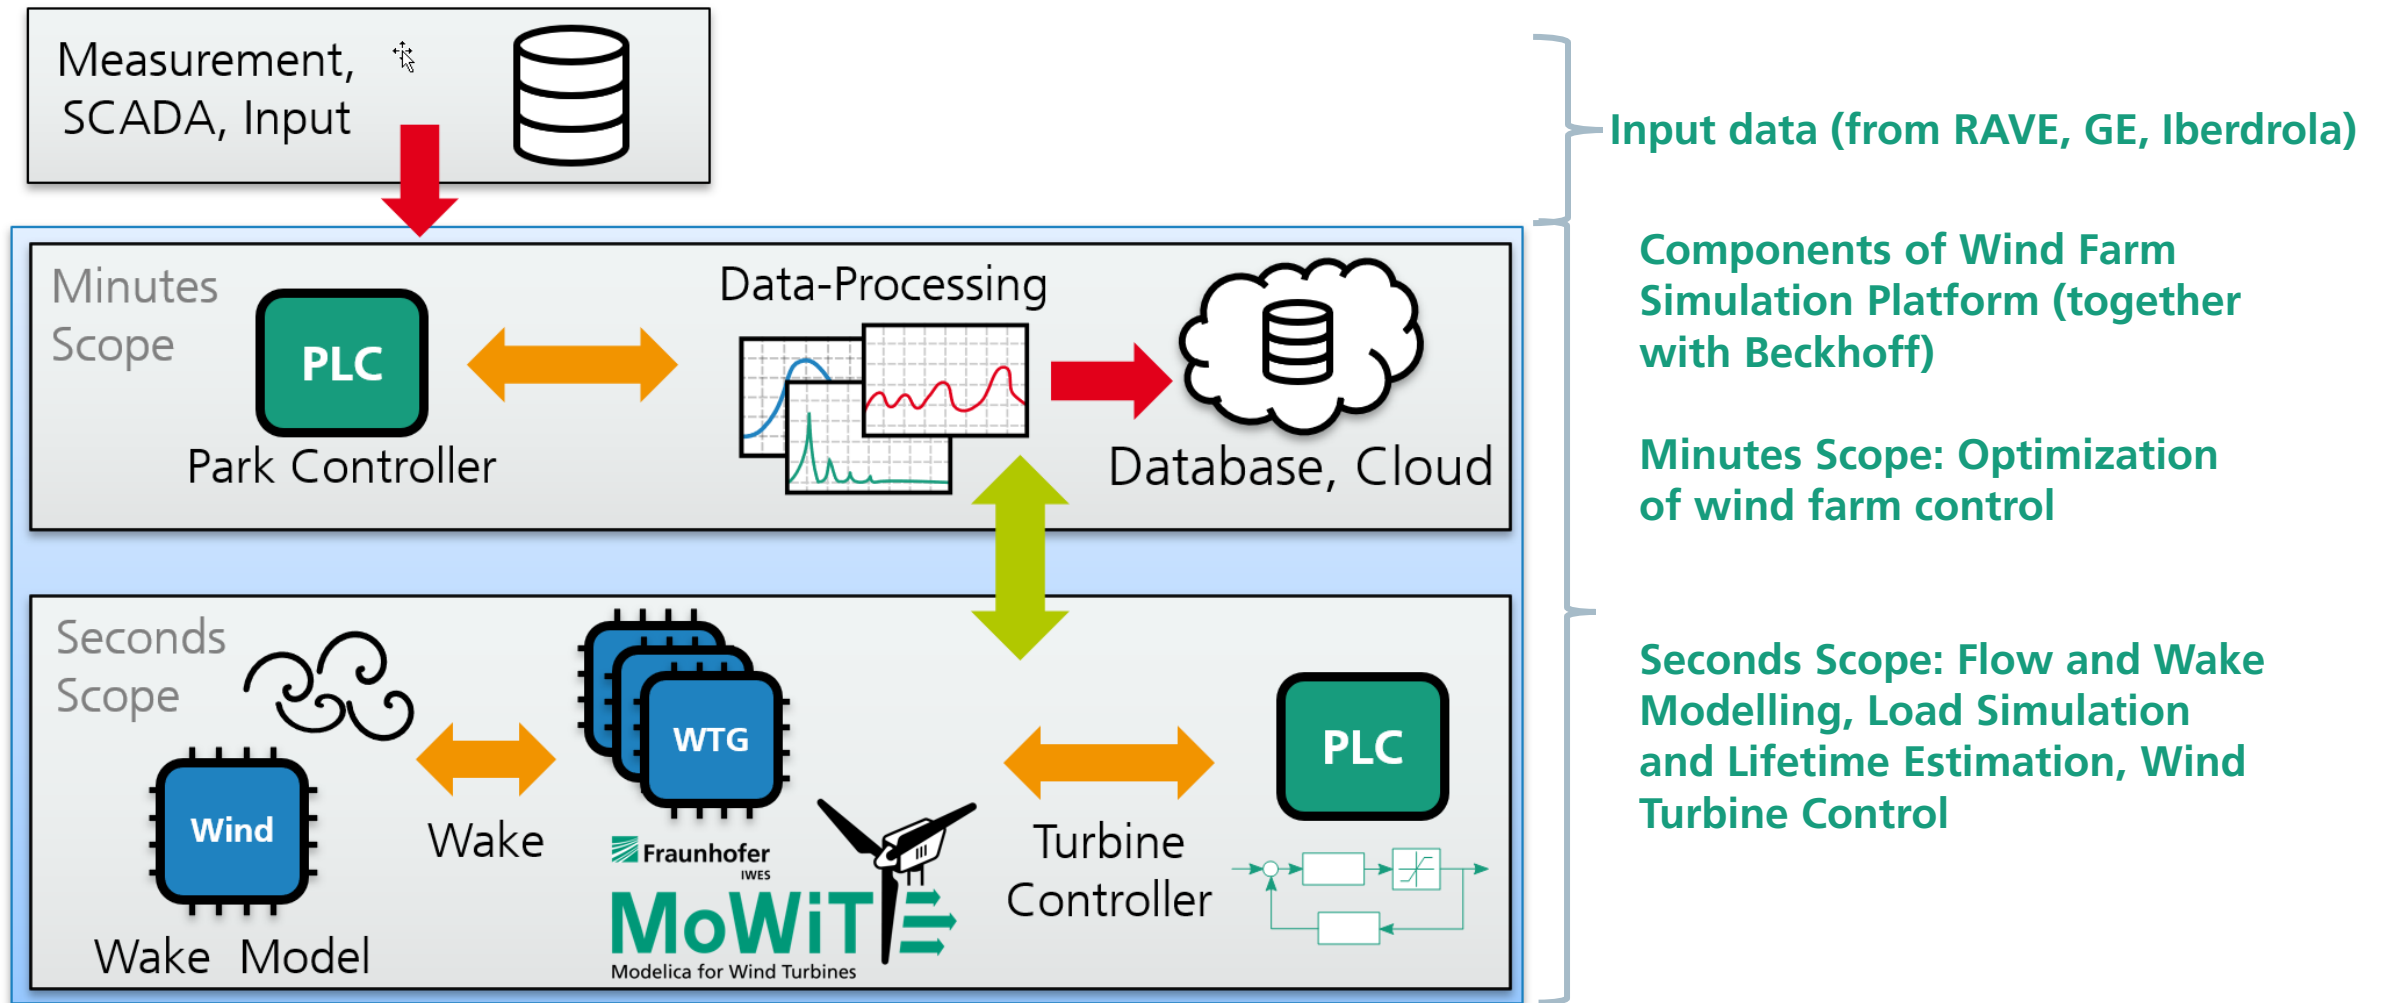 Measurement,
SCADA, Input
Input data (from RAVE, GE, Iberdrola)
Minutes
Scope
PLC
Park Controller
Data-Processing
Database, Cloud
Components of Wind Farm
Simulation Platform (together
with Beckhoff)
Minutes Scope: Optimization
of wind farm control
Seconds
Scope
Wind
Wake Model
Wake
WTG
Fraunhofer
IWES
MoWiT
Modelica for Wind Turbines
Turbine
Controller
PLC
Seconds Scope: Flow and Wake
Modelling, Load Simulation
and Lifetime Estimation, Wind
Turbine Control